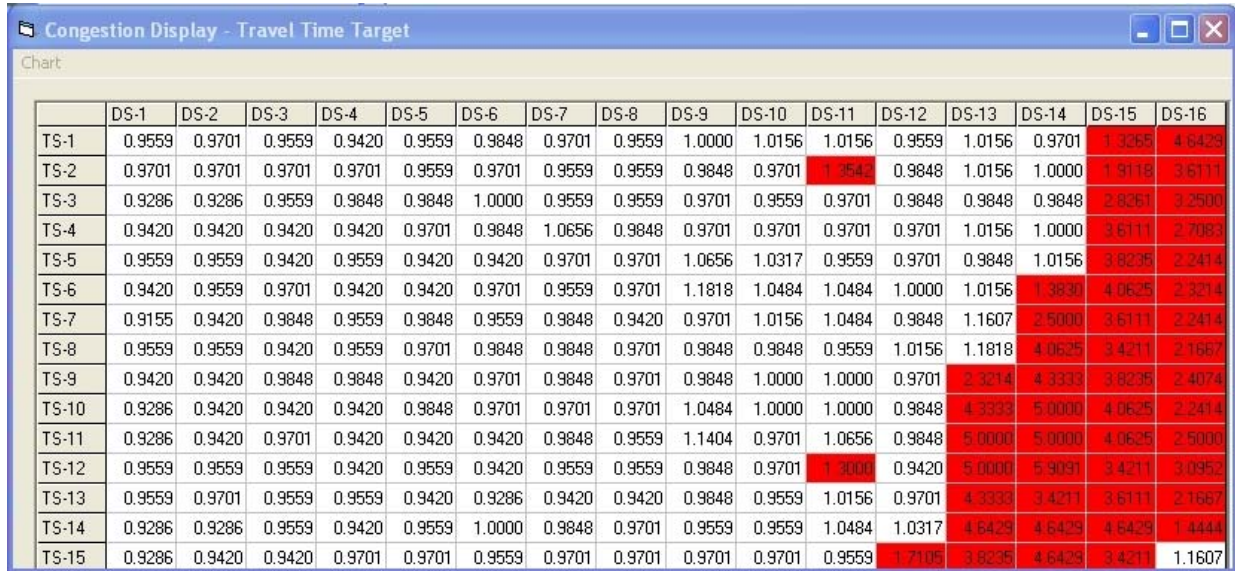 Congestion Display - Travel Time Target
Chart
DS-1 DS-2 DS-3 DS-4 DS-5 DS-6 DS-7 DS-8 DS-9 DS-10 DS-11 DS-12 DS-13 DS-14 DS-15 DS-16
TS-1 0.9559 0.9701 0.9559 0.9420 0.9559 0.9848 0.9701 0.9559 1.0000 1.0156 1.0156 0.9559 1.0156 0.9701 1.3265 4.6429
TS-2 0.9701 0.9701 0.9701 0.9701 0.9559 0.9701 0.9559 0.9559 0.9848 0.9701 1.3542 0.9848 1.0156 1.0000 1.9118 3.6111
TS-3 0.9286 0.9286 0.9559 0.9848 0.9848 1.0000 0.9559 0.9559 0.9701 0.9559 0.9701 0.9848 0.9848 0.9848 2.8261 3.2500
TS-4 0.9420 0.9420 0.9420 0.9420 0.9701 0.9848 1.0656 0.9848 0.9701 0.9701 0.9701 0.9701 1.0156 1.0000 3.6111 2.7083
TS-5 0.9559 0.9559 0.9420 0.9559 0.9420 0.9420 0.9701 0.9701 1.0656 1.0317 0.9559 0.9701 0.9848 1.0156 3.8235 2.2414
TS-6 0.9420 0.9559 0.9701 0.9420 0.9420 0.9701 0.9559 0.9701 1.1818 1.0484 1.0484 1.0000 1.0156 1.3830 4.0625 2.3214
TS-7 0.9155 0.9420 0.9848 0.9559 0.9848 0.9559 0.9848 0.9420 0.9701 1.0156 1.0484 0.9848 1.1607 2.5000 3.6111 2.2414
TS-8 0.9559 0.9559 0.9420 0.9559 0.9701 0.9848 0.9848 0.9701 0.9848 0.9848 0.9559 1.0156 1.1818 4.0625 3.4211 2.1667
TS-9 0.9420 0.9420 0.9848 0.9848 0.9420 0.9701 0.9848 0.9701 0.9848 1.0000 1.0000 0.9701 2.3214 4.3333 3.8235 2.4074
TS-10 0.9286 0.9420 0.9420 0.9420 0.9848 0.9701 0.9701 0.9701 1.0484 1.0000 1.0000 0.9848 4.3333 5.0000 4.0625 2.2414
TS-11 0.9286 0.9420 0.9701 0.9420 0.9420 0.9420 0.9848 0.9559 1.1404 0.9701 1.0656 0.9848 5.0000 5.0000 4.0625 2.5000
TS-12 0.9559 0.9559 0.9559 0.9420 0.9559 0.9420 0.9559 0.9559 0.9848 0.9701 1.3000 0.9420 5.0000 5.9091 3.4211 3.0952
TS-13 0.9559 0.9701 0.9559 0.9559 0.9420 0.9286 0.9420 0.9420 0.9848 0.9559 1.0156 0.9701 4.3333 3.4211 3.6111 2.1667
TS-14 0.9286 0.9286 0.9559 0.9420 0.9559 1.0000 0.9848 0.9701 0.9559 0.9559 1.0484 1.0317 4.6429 4.6429 4.6429 1.4444
TS-15 0.9286 0.9420 0.9420 0.9701 0.9701 0.9559 0.9701 0.9701 0.9701 0.9701 0.9559 1.7105 3.8235 4.6429 3.4211 1.1607